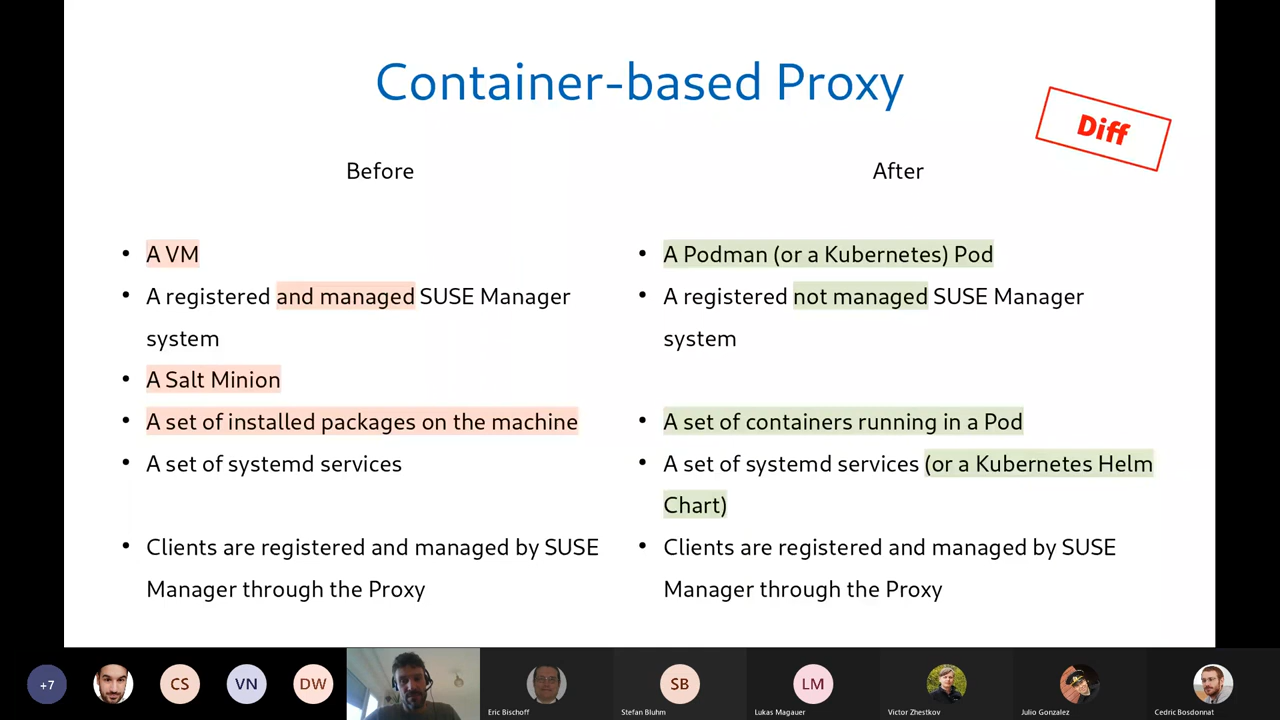 Container-based Proxy
Diff
Before
A VM
A registered and managed SUSE Manager
system
A Salt Minion
A set of installed packages on the machine
A set of systemd services
Clients are registered and managed by SUSE
Manager through the Proxy
After
A Podman (or a Kubernetes) Pod
A registered not managed SUSE Manager
system
A set of containers running in a Pod
A set of systemd services (or a Kubernetes Helm
Chart)
Clients are registered and managed by SUSE
Manager through the Proxy
+7
CS
VN
DW
Eric Bischoff
SB
Stefan Bluhm
LM
Lukas Magauer
Victor Zhestkov
Julio Gonzalez
Cedric Bosdonnat